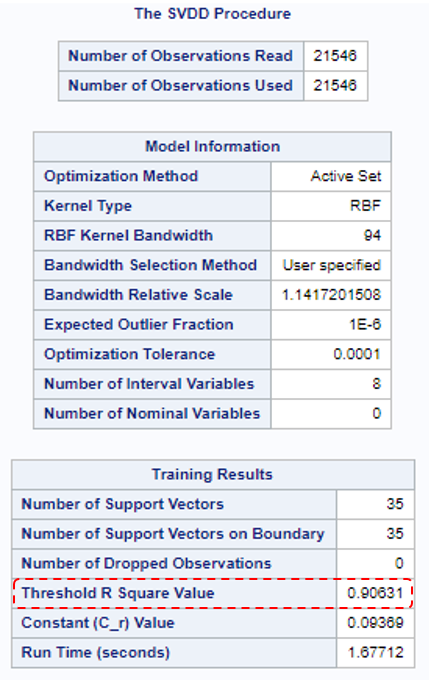 The SVDD Procedure
Number of Observations Read 21546
Number of Observations Used 21546
Model Information
Optimization Method Active Set
Kernel Type RBF
RBF Kernel Bandwidth 94
Bandwidth Selection Method User specified
Bandwidth Relative Scale 1.1417201508
Expected Outlier Fraction 1E-6
Optimization Tolerance 0.0001
Number of Interval Variables 8
Number of Nominal Variables 0
Training Results
Number of Support Vectors 35
Number of Support Vectors on Boundary 35
Number of Dropped Observations 0
Threshold R Square Value 0.90631
Constant (C_r) Value 0.09369
Run Time (seconds) 1.67712